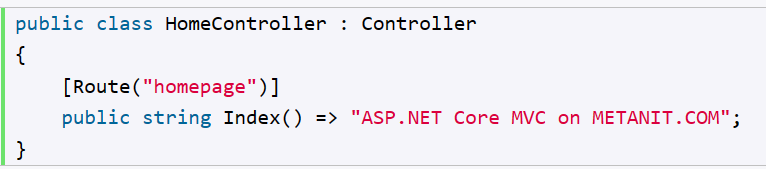 public class HomeController : Controller
{
    [Route("homepage")]
    public string Index() => "ASP.NET Core MVC on METANIT.COM";
}